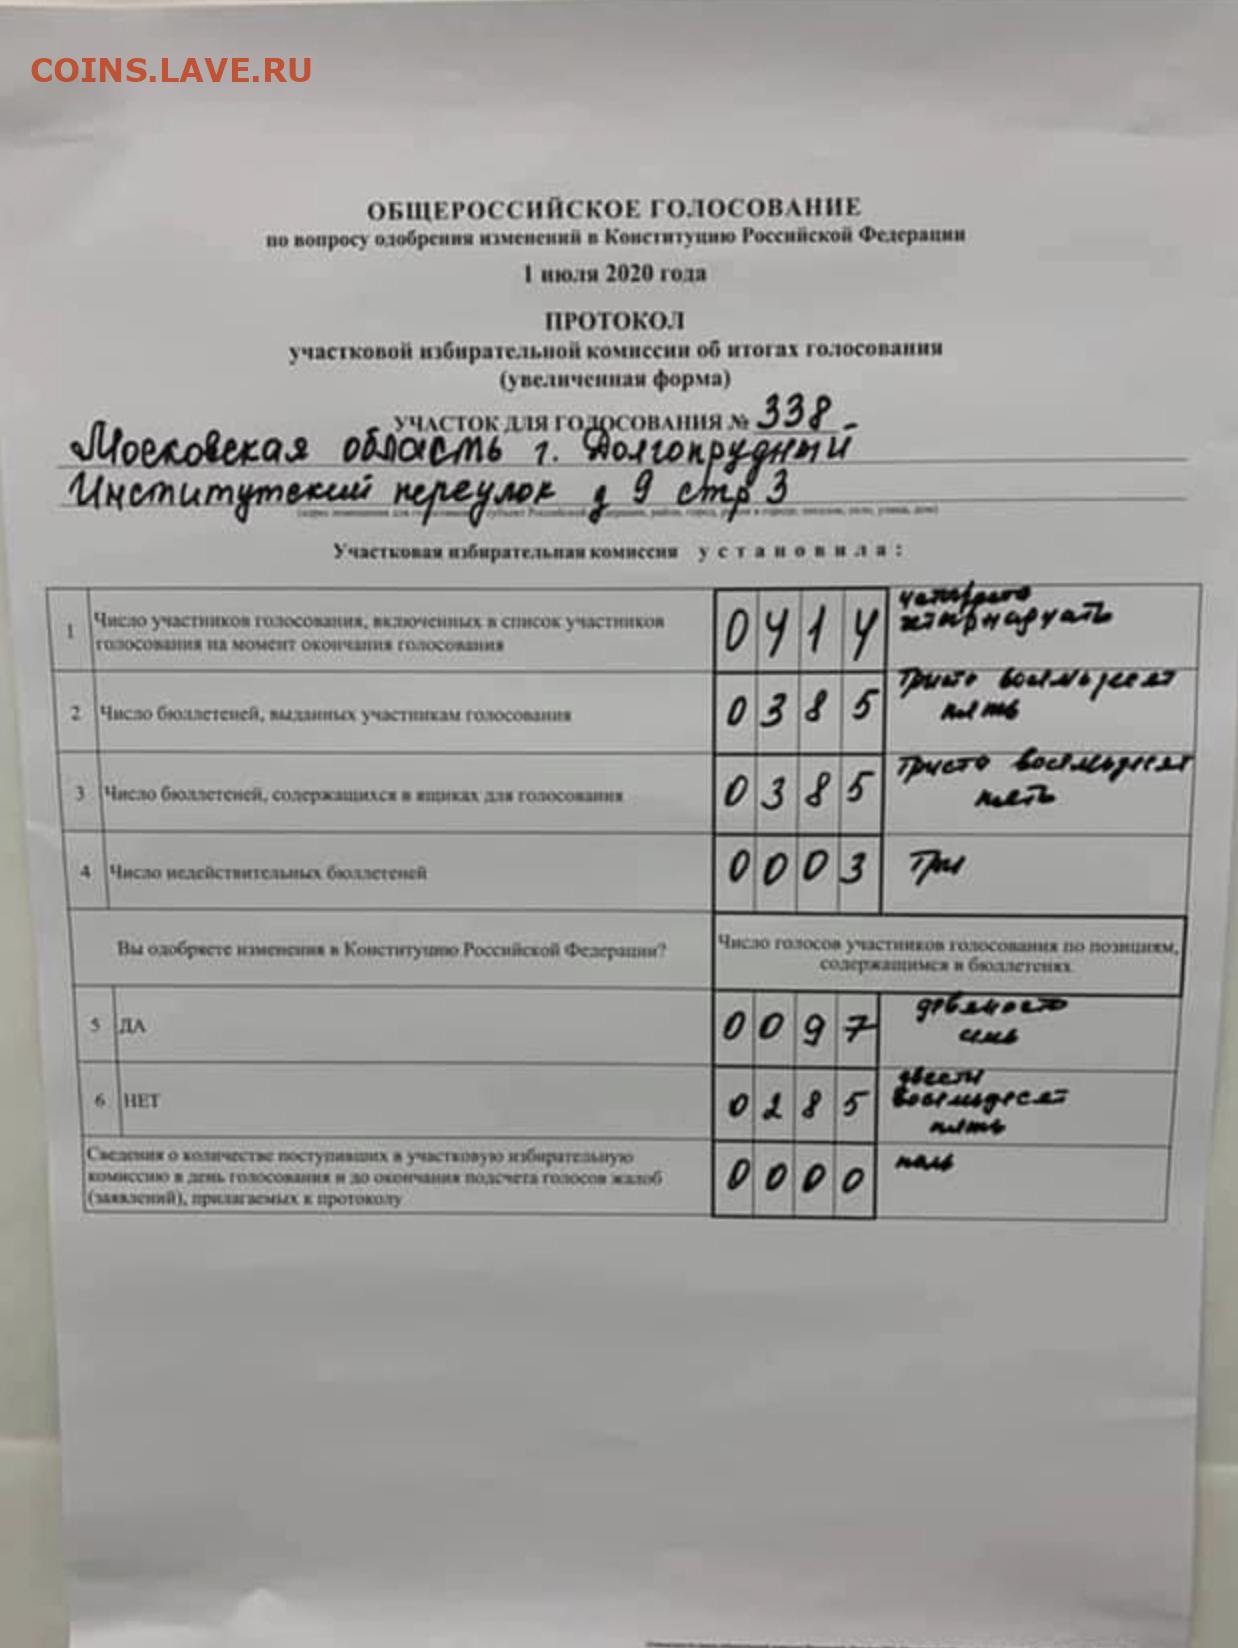 COINS.LAVE.RU
ОБЩЕРОССИЙСКОЕ ГОЛОСОВАНИЕ
по вопросу одобрения изменений в Конституцию Российской Федерации
1 июля 2020 года
ПРОТОКОЛ
участковой избирательной комиссии об итогах голосования
(увеличенная форма)
УЧАСТОК ДЛЯ ГОЛОСОВАНИЯ № 338
Московская область г. Долгопрудный
Институтский переулок д 9 стр 3
Участковая избирательная комиссия установила:
1 Число участников голосования, включенных в список участников голосования на момент окончания голосования 0414 четыреста четырнадцать
2 Число бюллетеней, выданных участникам голосования 0385 Триста восемьдесят пять
3 Число бюллетеней, содержащихся в ящиках для голосования 0385 Триста восемьдесят пять
4 Число недействительных бюллетеней 0003 Три
Вы одобряете изменения в Конституцию Российской Федерации? Число голосов участников голосования по позициям, содержащимся в бюллетенях
5 ДА 0097 девяносто семь
6 НЕТ 0285 двести восемьдесят пять
Сведения о количестве поступивших в участковую избирательную
комиссию в день голосования и до окончания подсчета голосов жалоб
(заявлений), прилагаемых к протоколу 0000 ноль